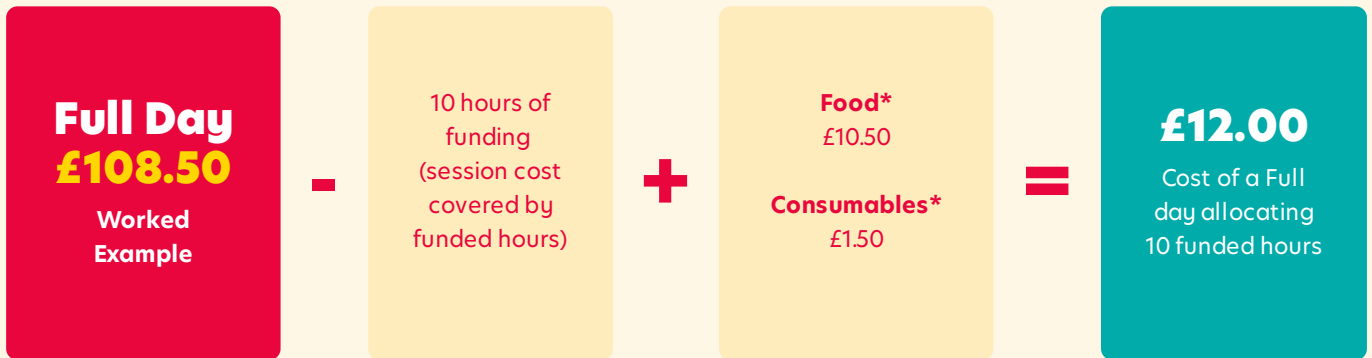 Full Day
£108.50
Worked
Example
-
10 hours of
funding
(session cost
covered by
funded hours)
+
Food*
£10.50
Consumables*
£1.50
=
£12.00
Cost of a Full
day allocating
10 funded hours